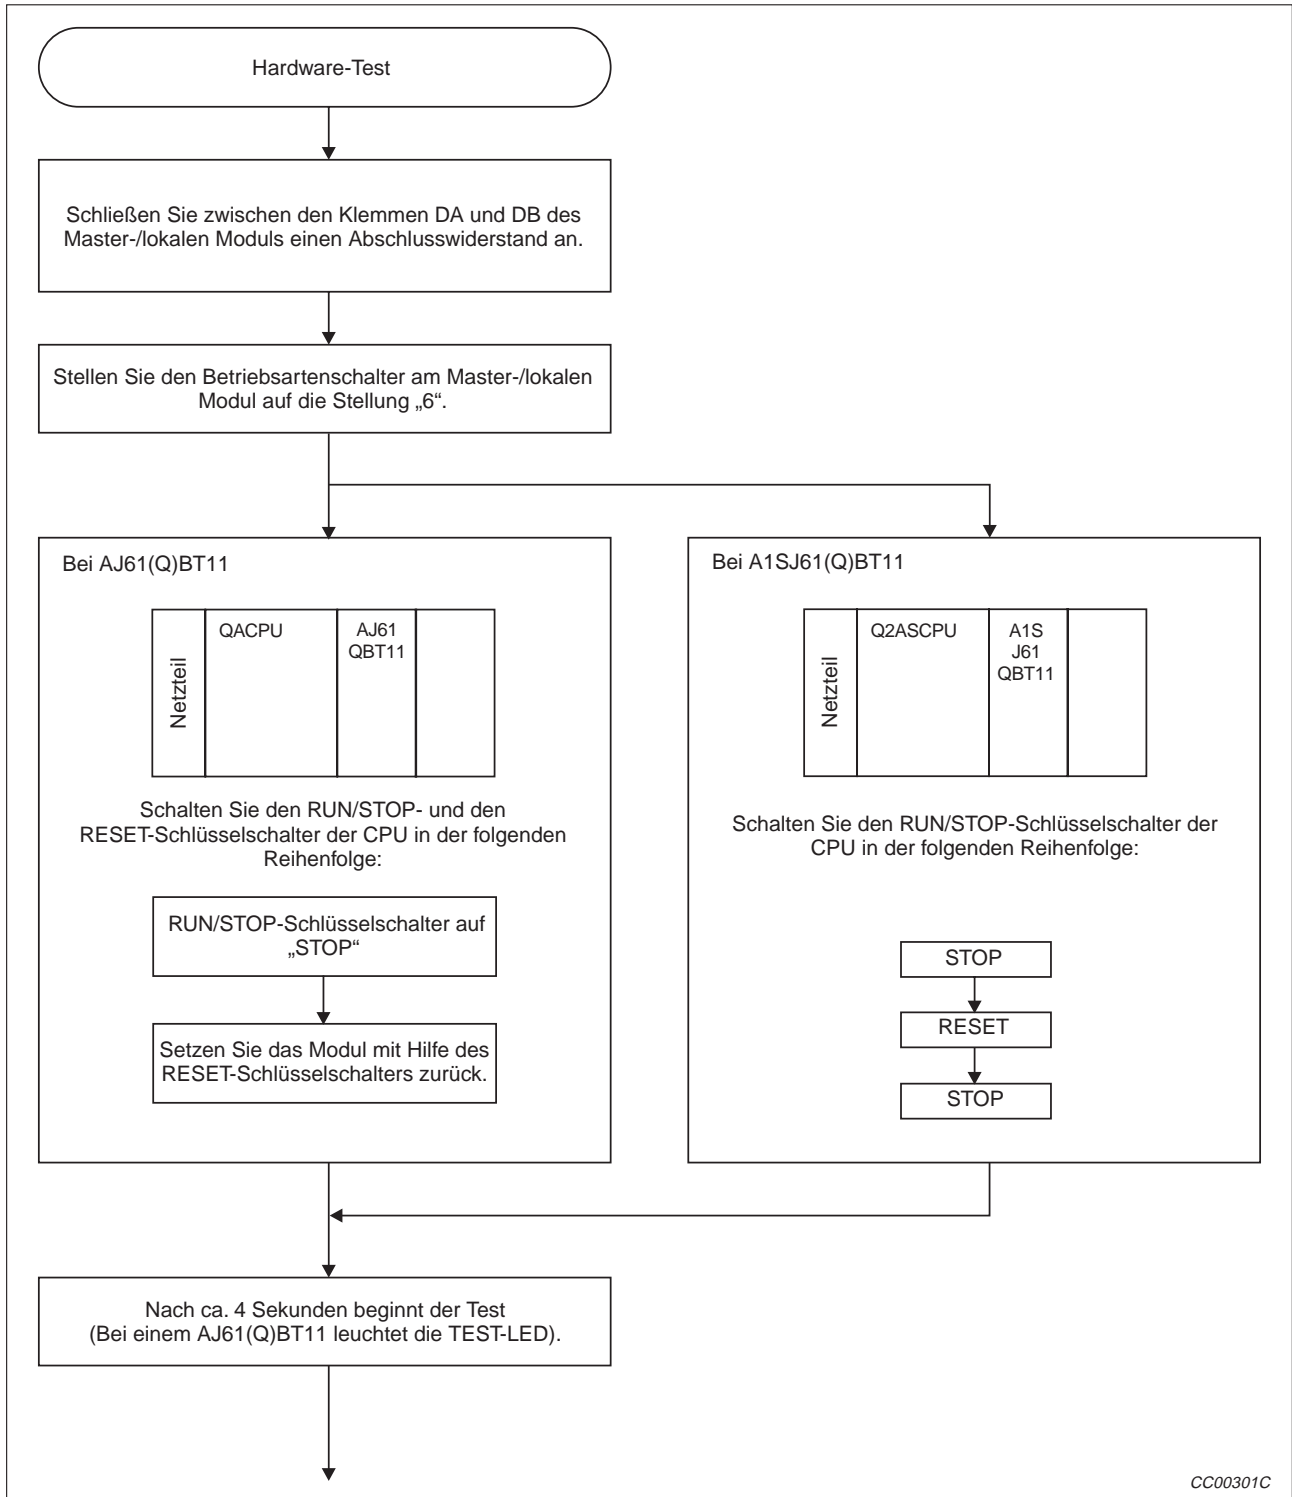 Hardware-Test
Schließen Sie zwischen den Klemmen DA und DB des
Master-/lokalen Moduls einen Abschlusswiderstand an.
Stellen Sie den Betriebsartenschalter am Master-/lokalen
Modul auf die Stellung „6“.
Bei AJ61(Q)BT11
Netzteil
QACPU
AJ61
QBT11
Schalten Sie den RUN/STOP- und den
RESET-Schlüsselschalter der CPU in der folgenden
Reihenfolge:
RUN/STOP-Schlüsselschalter auf
„STOP“
Setzen Sie das Modul mit Hilfe des
RESET-Schlüsselschalters zurück.
Bei A1SJ61(Q)BT11
Netzteil
Q2ASCPU
A1S
J61
QBT11
Schalten Sie den RUN/STOP-Schlüsselschalter der
CPU in der folgenden Reihenfolge:
STOP
RESET
STOP
Nach ca. 4 Sekunden beginnt der Test
(Bei einem AJ61(Q)BT11 leuchtet die TEST-LED).
CC00301C